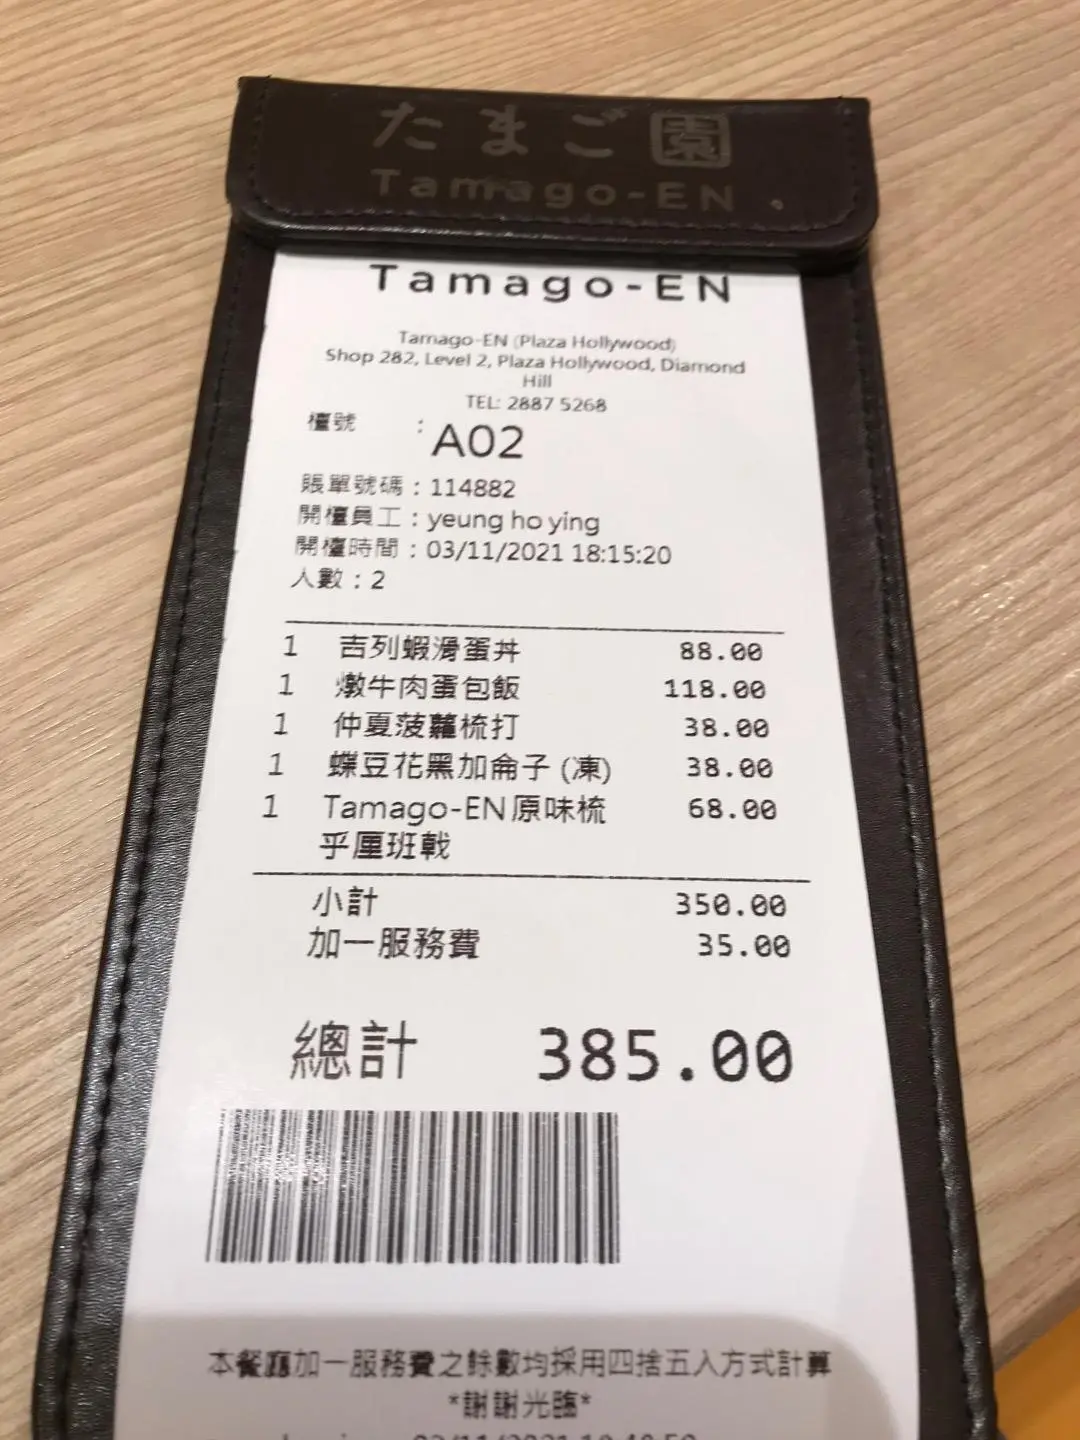 たまご園
Tamago-EN
Tamago-EN
Tamago-EN (Plaza Hollywood)
Shop 282, Level 2, Plaza Hollywood, Diamond
Hill
TEL: 2887 5268
檯號 : A02
賬單號碼 : 114882
開檯員工 : yeung ho ying
開檯時間 : 03/11/2021 18:15:20
人數 : 2
1 吉列蝦滑蛋丼 88.00
1 燉牛肉蛋包飯 118.00
1 仲夏菠蘿梳打 38.00
1 蝶豆花黑加侖子 (凍) 38.00
1 Tamago-EN原味梳 68.00
乎厘班戟
小計 350.00
加一服務費 35.00
總計 385.00
本餐廳加一服務費之餘數均採用四捨五入方式計算
*謝謝光臨*